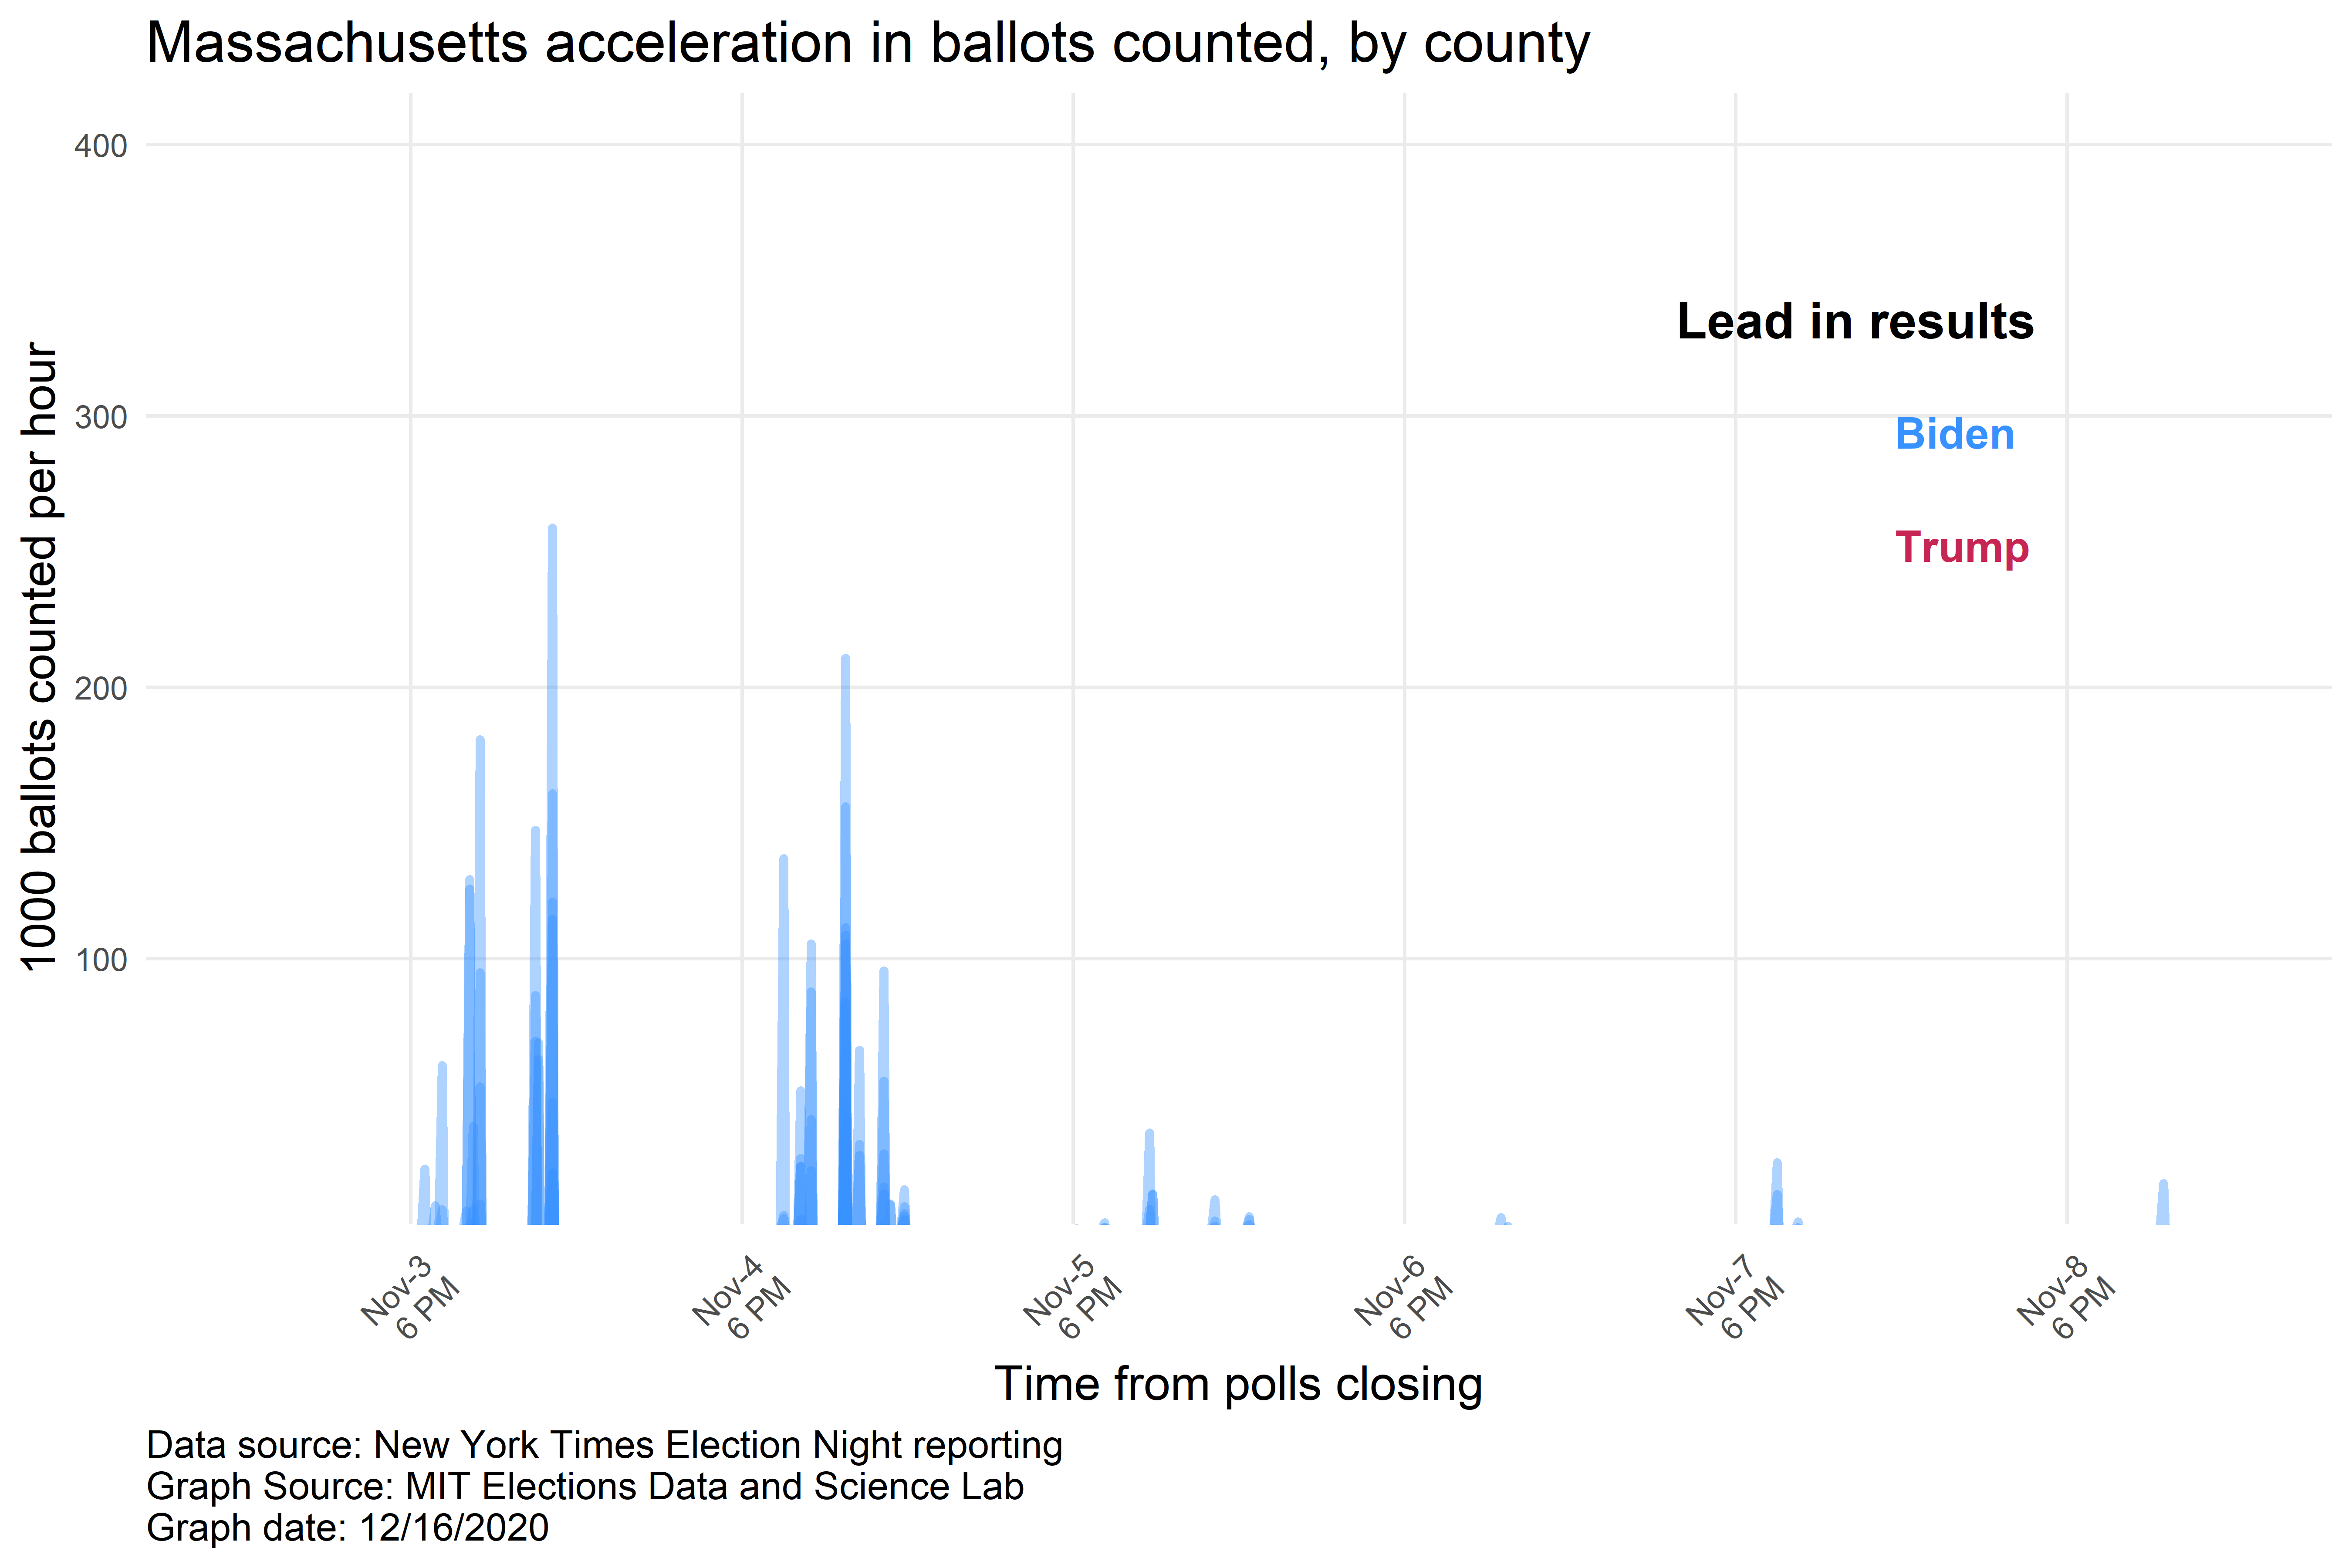 Massachusetts acceleration in ballots counted, by county
400
300
200
100
1000 ballots counted per hour
Lead in results
Biden
Trump
Nov-3
6 PM
Nov-4
6 PM
Nov-5
6 PM
Nov-6
6 PM
Nov-7
6 PM
Nov-8
6 PM
Time from polls closing
Data source: New York Times Election Night reporting
Graph Source: MIT Elections Data and Science Lab
Graph date: 12/16/2020